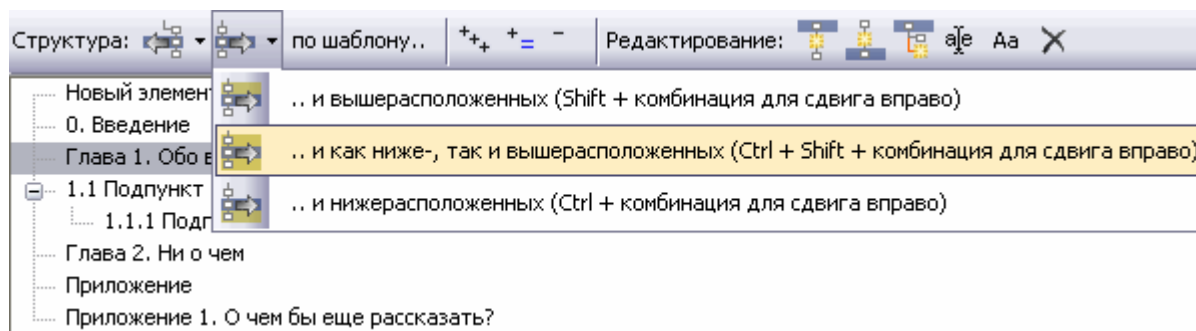 Структура: по шаблону.. Редактирование: Aa
.. и вышерасположенных (Shift + комбинация для сдвига вправо)
.. и как ниже-, так и вышерасположенных (Ctrl + Shift + комбинация для сдвига вправо)
.. и нижерасположенных (Ctrl + комбинация для сдвига вправо)
Новый элемент
0. Введение
Глава 1. Обо в
1.1 Подпункт
1.1.1 Подп
Глава 2. Ни о чем
Приложение
Приложение 1. О чем бы еще рассказать?